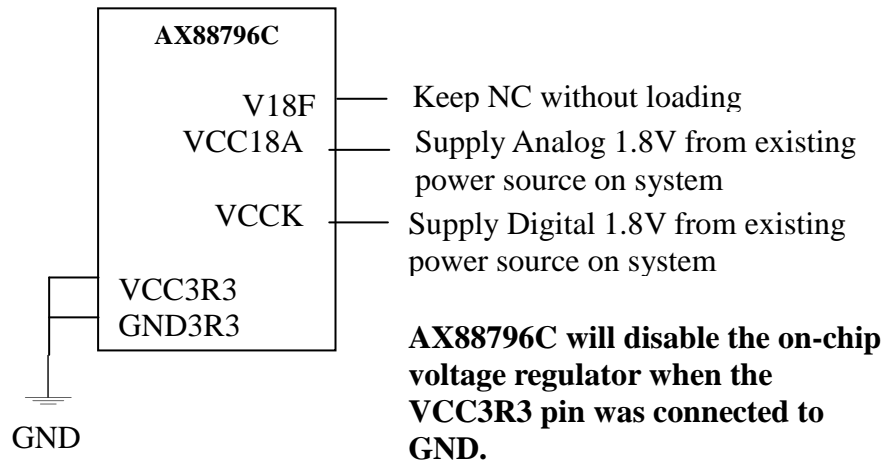 AX88796C
V18F
Keep NC without loading
VCC18A
Supply Analog 1.8V from existing
power source on system
VCCK
Supply Digital 1.8V from existing
power source on system
VCC3R3
GND3R3
GND
AX88796C will disable the on-chip
voltage regulator when the
VCC3R3 pin was connected to
GND.